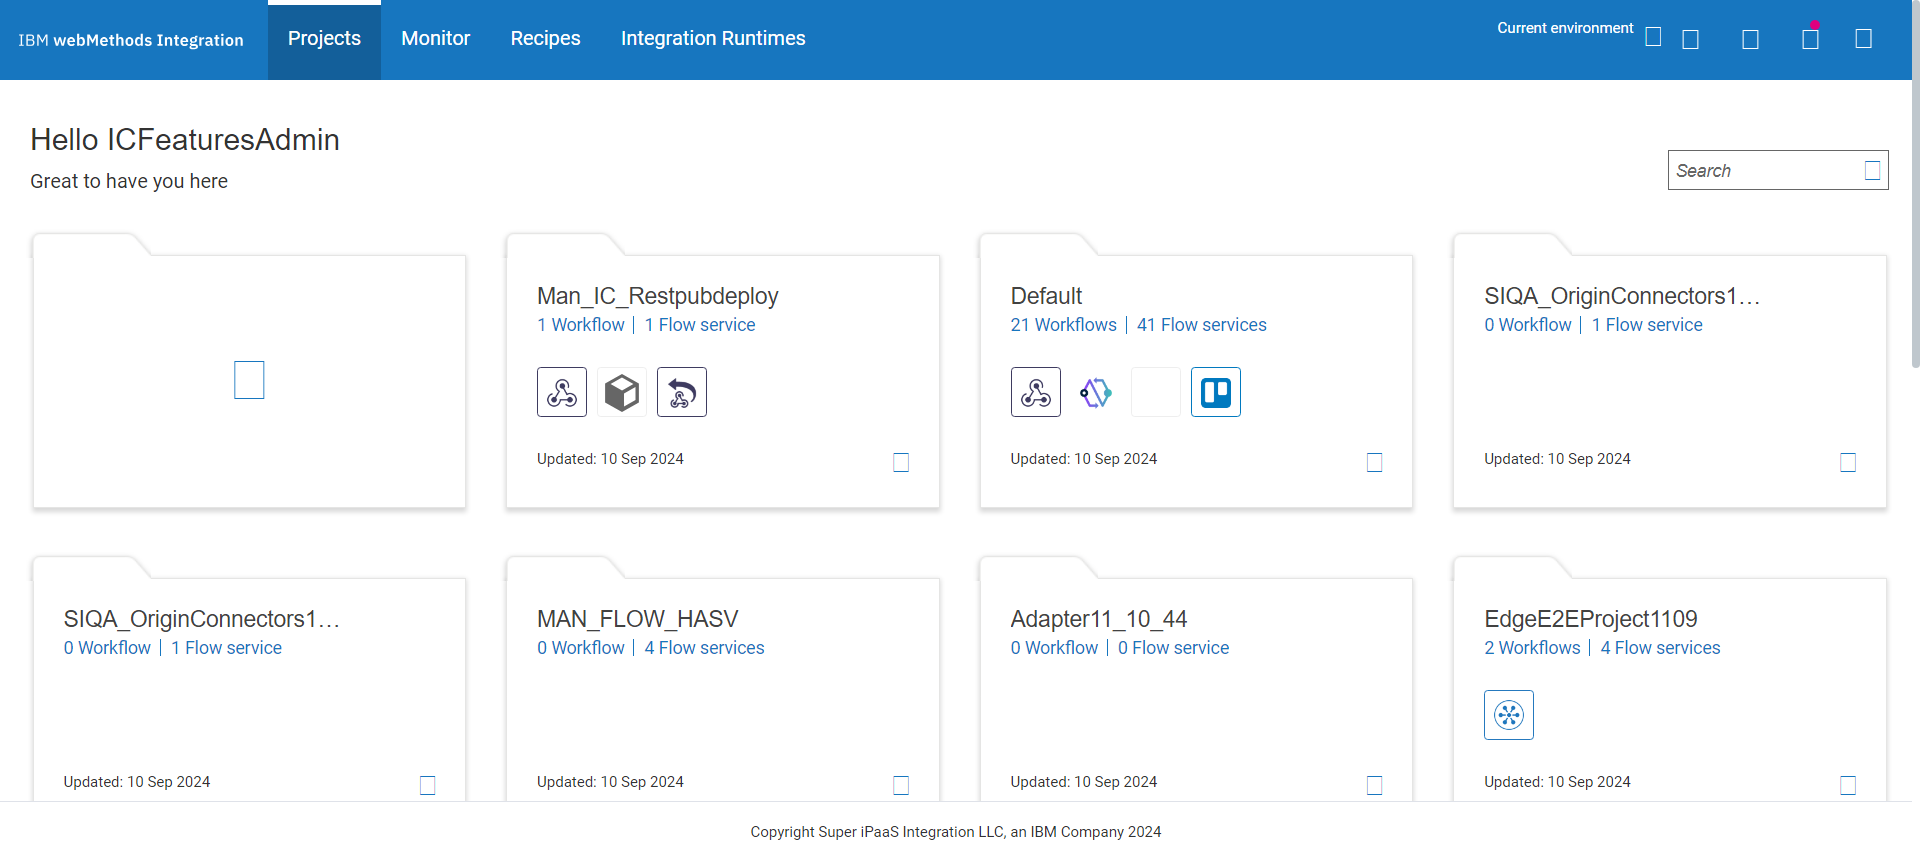 IBM webMethods Integration
Projects
Monitor
Recipes
Integration Runtimes
Current environment
Hello ICFeaturesAdmin
Great to have you here
Search
Man_IC_Restpubdeploy
1 Workflow | 1 Flow service
Updated: 10 Sep 2024
Default
21 Workflows | 41 Flow services
Updated: 10 Sep 2024
SIQA_OriginConnectors1...
0 Workflow | 1 Flow service
Updated: 10 Sep 2024
SIQA_OriginConnectors1...
0 Workflow | 1 Flow service
Updated: 10 Sep 2024
MAN_FLOW_HASV
0 Workflow | 4 Flow services
Updated: 10 Sep 2024
Adapter11_10_44
0 Workflow | 0 Flow service
Updated: 10 Sep 2024
EdgeE2EProject1109
2 Workflows | 4 Flow services
Updated: 10 Sep 2024
Copyright Super iPaaS Integration LLC, an IBM Company 2024